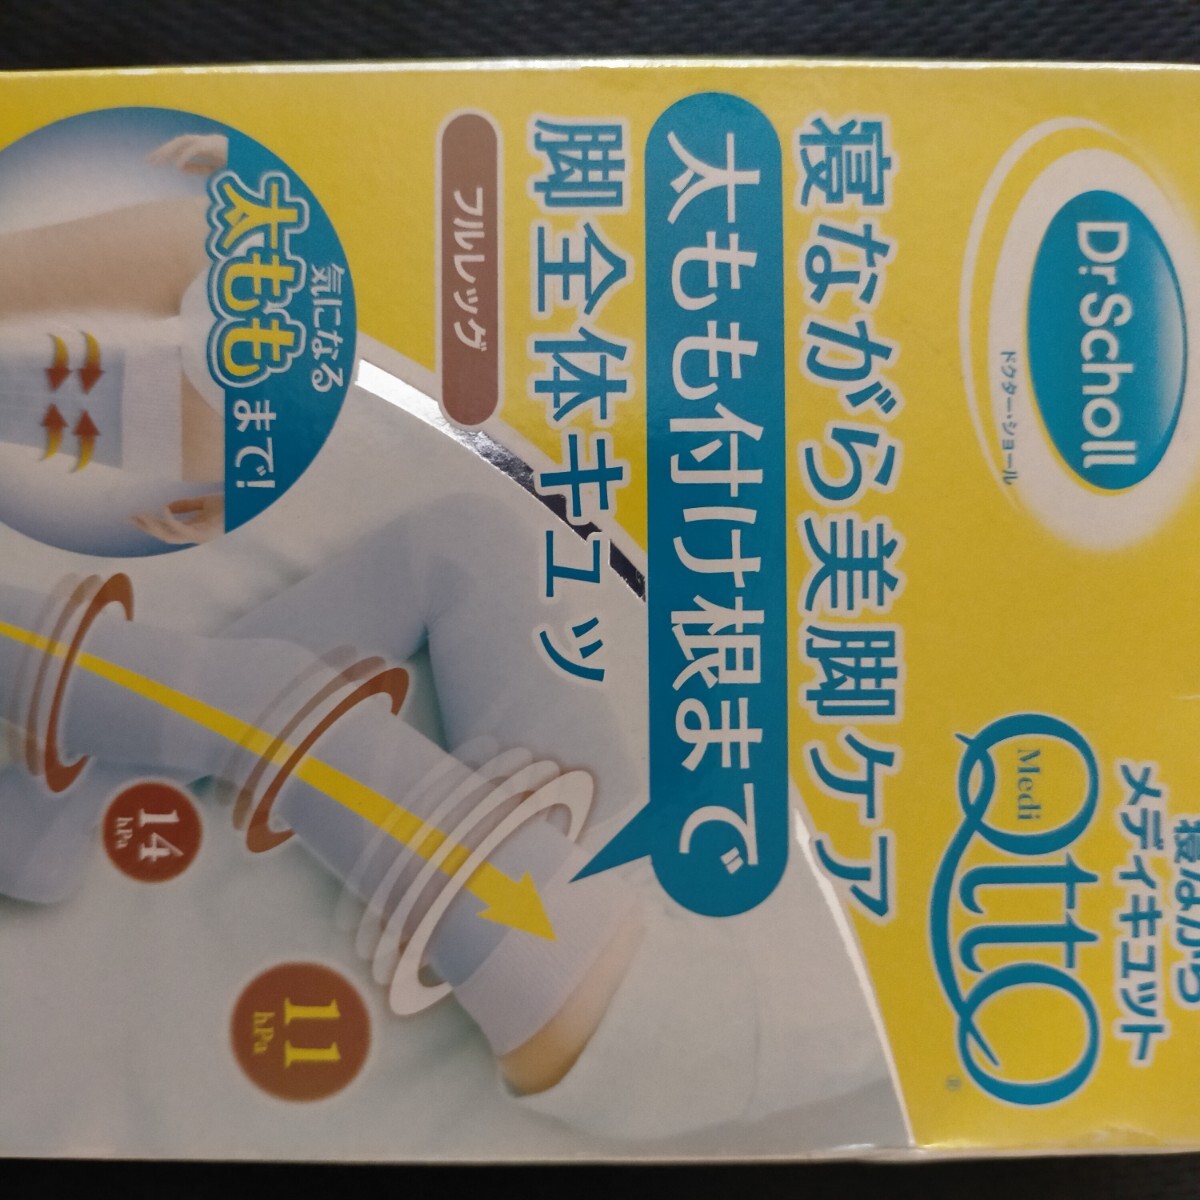 Dr.Scholl
ドクター・ショール
寝ながら
メディキュット
Medi
QttO
®
寝ながら美脚ケア
太もも付け根まで
脚全体キュッ
フルレッグ
気になる
太もも
まで!
14
hPa
11
hPa